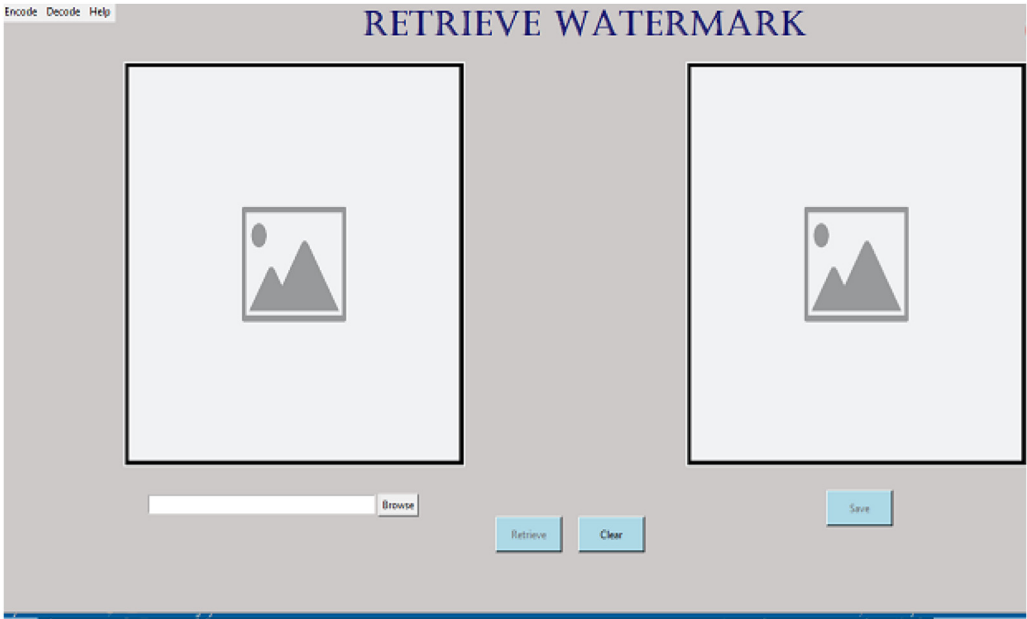 Encode Decode Help
RETRIEVE WATERMARK
Browse
Save
Retrieve Clear